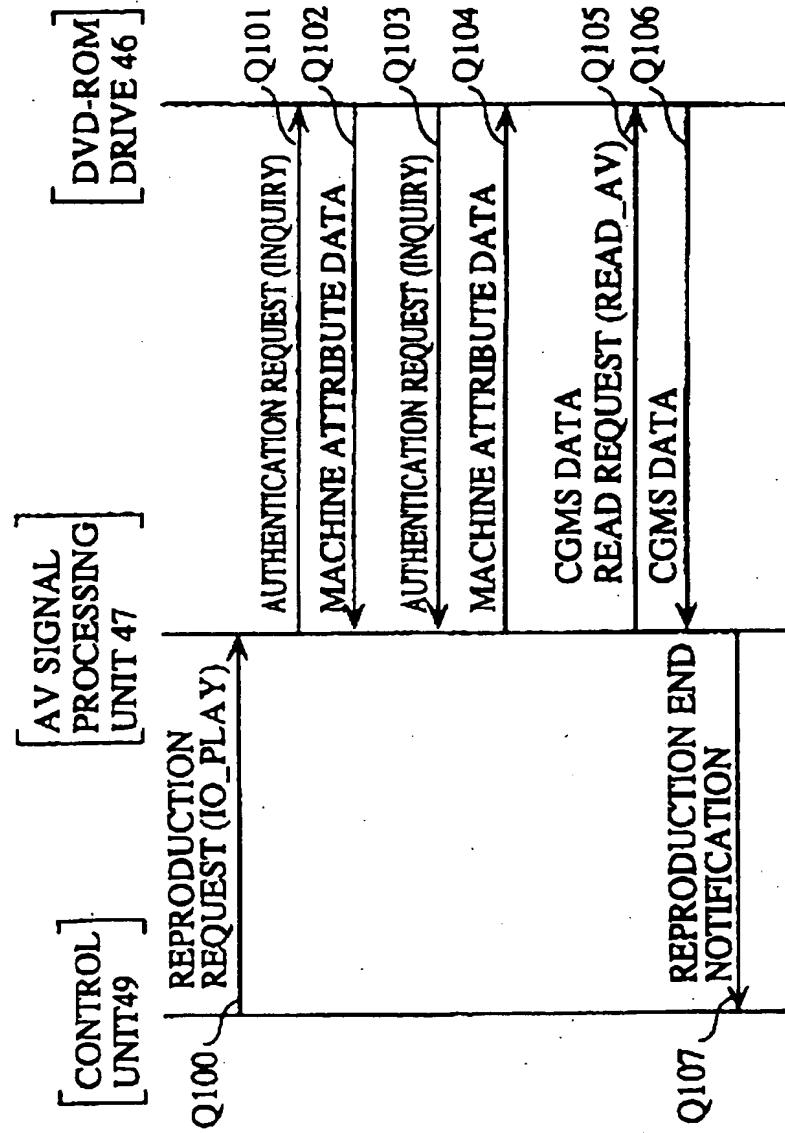 CONTROL
UNIT49
AV SIGNAL
PROCESSING
UNIT 47
DVD-ROM
DRIVE 46
Q100
REPRODUCTION
REQUEST (IO_PLAY)
AUTHENTICATION REQUEST (INQUIRY)
Q101
MACHINE ATTRIBUTE DATA
Q102
AUTHENTICATION REQUEST (INQUIRY)
Q103
MACHINE ATTRIBUTE DATA
Q104
CGMS DATA
READ REQUEST (READ_AV)
Q105
CGMS DATA
Q106
REPRODUCTION END
NOTIFICATION
Q107